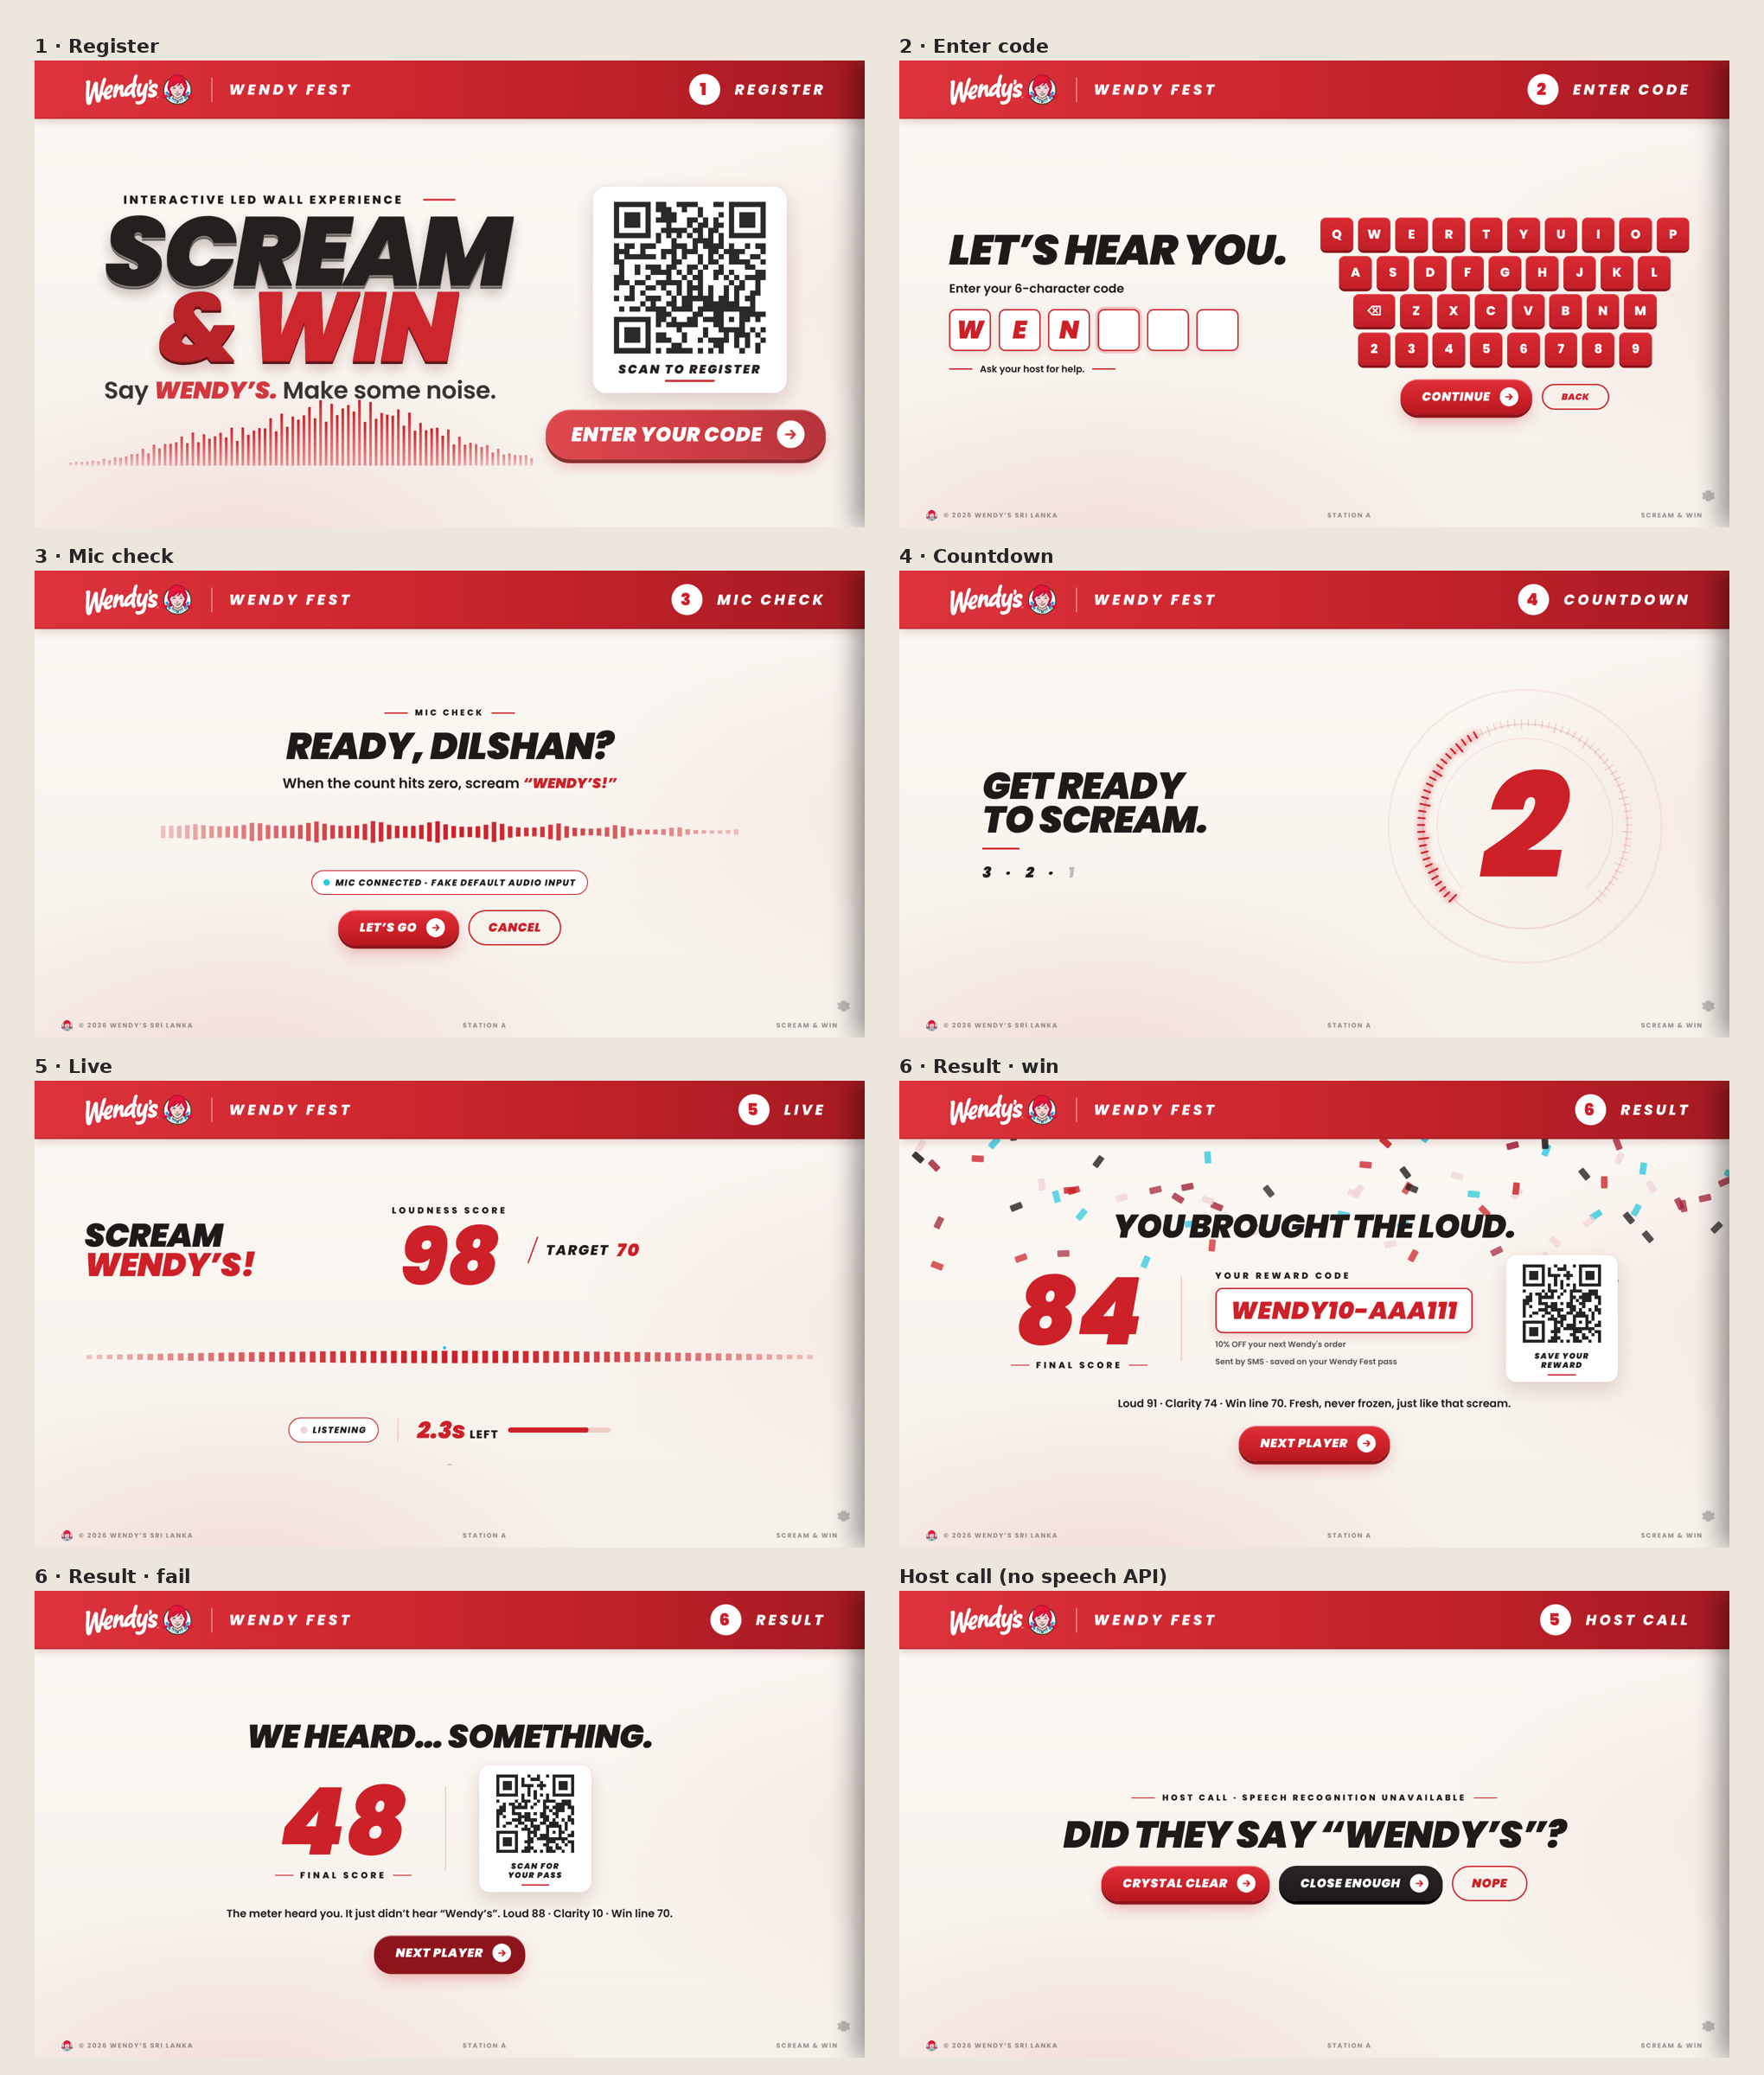 1 · Register
Wendy's WENDY FEST 1 REGISTER
INTERACTIVE LED WALL EXPERIENCE
SCREAM
& WIN
Say WENDY'S. Make some noise.
SCAN TO REGISTER
ENTER YOUR CODE
2 · Enter code
Wendy's WENDY FEST 2 ENTER CODE
LET'S HEAR YOU.
Enter your 6-character code
W E N
Ask your host for help.
Q W E R T Y U I O P
A S D F G H J K L
Z X C V B N M
2 3 4 5 6 7 8 9
CONTINUE BACK
© 2026 WENDY'S SRI LANKA STATION A SCREAM & WIN
3 · Mic check
Wendy's WENDY FEST 3 MIC CHECK
MIC CHECK
READY, DILSHAN?
When the count hits zero, scream “WENDY'S!”
MIC CONNECTED · FAKE DEFAULT AUDIO INPUT
LET'S GO CANCEL
© 2026 WENDY'S SRI LANKA STATION A SCREAM & WIN
4 · Countdown
Wendy's WENDY FEST 4 COUNTDOWN
GET READY
TO SCREAM.
3 · 2 · 1
2
© 2026 WENDY'S SRI LANKA STATION A SCREAM & WIN
5 · Live
Wendy's WENDY FEST 5 LIVE
SCREAM
WENDY'S!
LOUDNESS SCORE
98 / TARGET 70
LISTENING 2.3s LEFT
–
© 2026 WENDY'S SRI LANKA STATION A SCREAM & WIN
6 · Result · win
Wendy's WENDY FEST 6 RESULT
YOU BROUGHT THE LOUD.
84
FINAL SCORE
YOUR REWARD CODE
WENDY10-AAA111
10% OFF your next Wendy's order
Sent by SMS · saved on your Wendy Fest pass
SAVE YOUR
REWARD
Loud 91 · Clarity 74 · Win line 70. Fresh, never frozen, just like that scream.
NEXT PLAYER
© 2026 WENDY'S SRI LANKA STATION A SCREAM & WIN
6 · Result · fail
Wendy's WENDY FEST 6 RESULT
WE HEARD... SOMETHING.
48
FINAL SCORE
SCAN FOR
YOUR PASS
The meter heard you. It just didn't hear “Wendy's”. Loud 88 · Clarity 10 · Win line 70.
NEXT PLAYER
© 2026 WENDY'S SRI LANKA STATION A SCREAM & WIN
Host call (no speech API)
Wendy's WENDY FEST 5 HOST CALL
HOST CALL · SPEECH RECOGNITION UNAVAILABLE
DID THEY SAY “WENDY'S”?
CRYSTAL CLEAR CLOSE ENOUGH NOPE
© 2026 WENDY'S SRI LANKA STATION A SCREAM & WIN